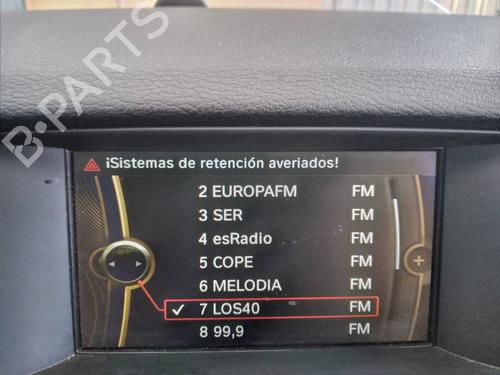 B-PARTS
¡Sistemas de retención averiados!
2 EUROPAFM FM
3 SER FM
4 esRadio FM
5 COPE FM
6 MELODIA FM
✓ 7 LOS40 FM
8 99,9 FM